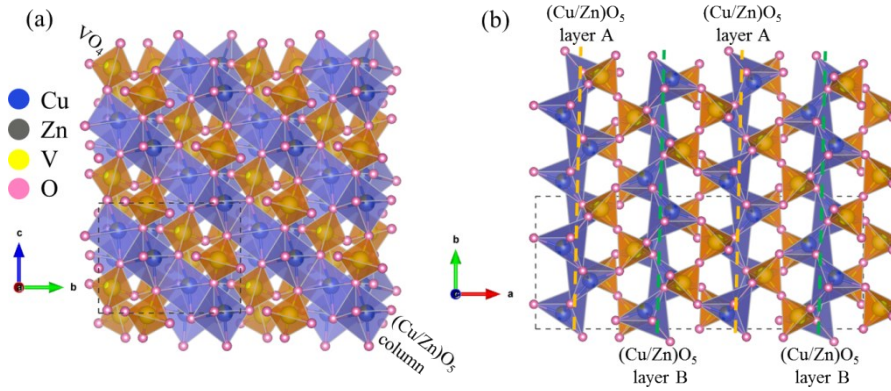 (a)
VO₄
Cu
Zn
V
O
c
b
(Cu/Zn)O₅
column
(b)
(Cu/Zn)O₅
layer A
(Cu/Zn)O₅
layer A
b
a
(Cu/Zn)O₅
layer B
(Cu/Zn)O₅
layer B